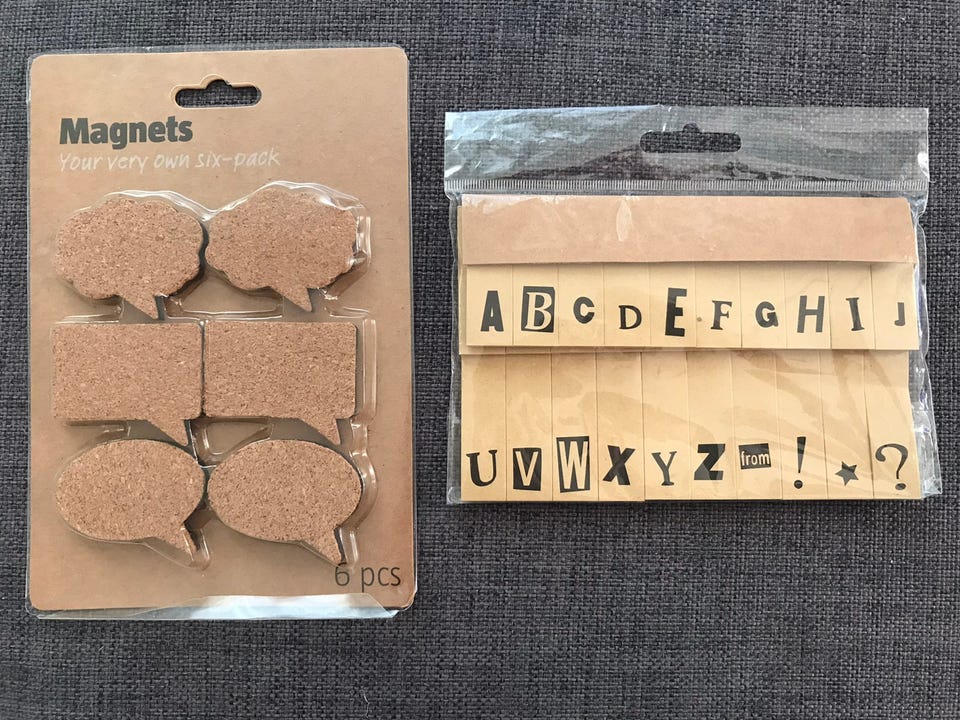 Magnets
Your very own six-pack
6 pcs
A B C D E F G H I J
U V W X Y Z from ! ★ ?